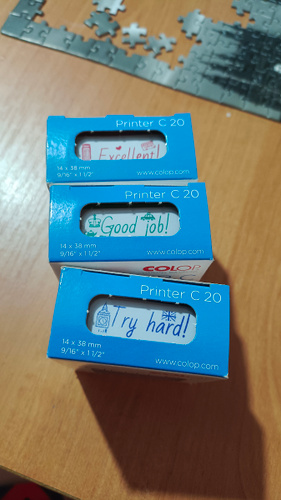 Printer C 20
Excellent!
14 x 38 mm
9/16" x 1 1/2"
www.colop.com
Printer C 20
Good job!
14 x 38 mm
9/16" x 1 1/2"
www.colop.com
COLOP
Printer C 20
Try hard!
14 x 38 mm
9/16" x 1 1/2"
www.colop.com